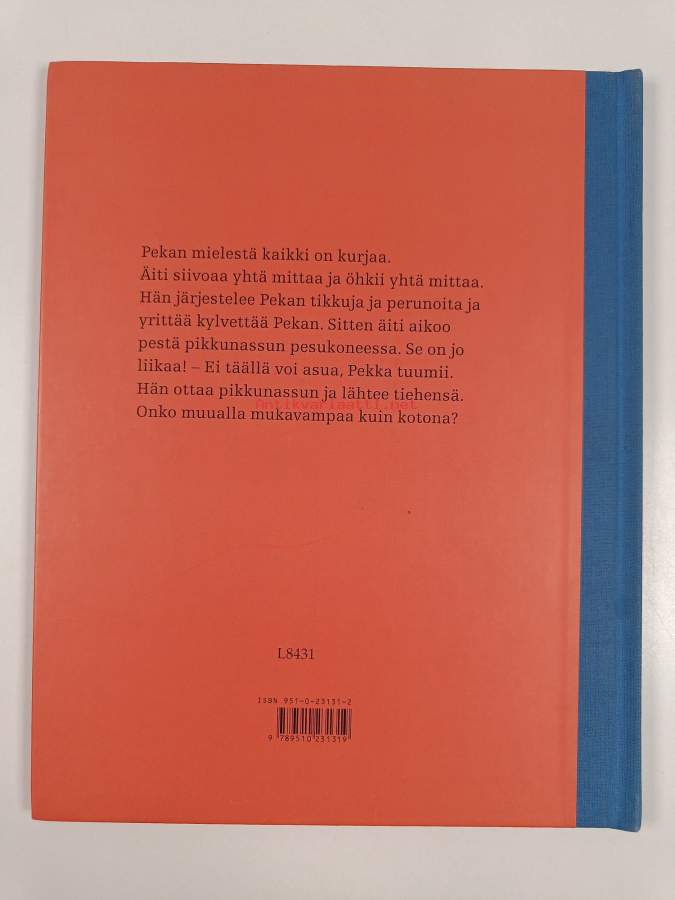 Pekan mielestä kaikki on kurjaa.
Äiti siivoaa yhtä mittaa ja öhkii yhtä mittaa.
Hän järjestelee Pekan tikkuja ja perunoita ja
yrittää kylvettää Pekan. Sitten äiti aikoo
pestä pikkunassun pesukoneessa. Se on jo
liikaa! – Ei täällä voi asua, Pekka tuumii.
Hän ottaa pikkunassun ja lähtee tiehensä.
Antikvariaatti.net
Onko muualla mukavampaa kuin kotona?
L8431
ISBN 951-0-23131-2
9 789510 231319